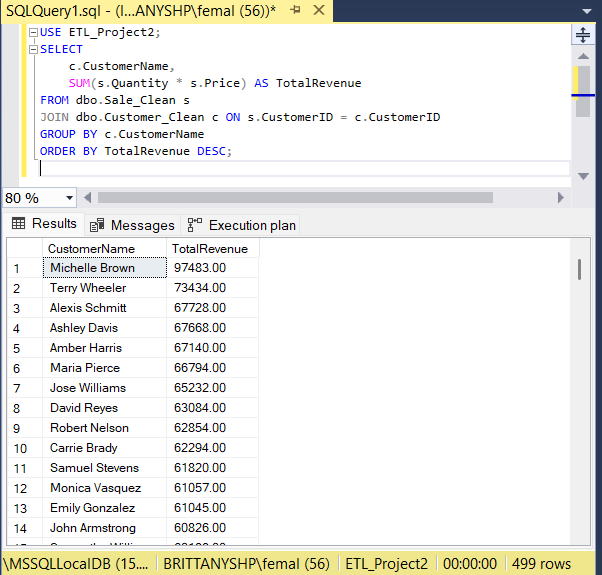 SQLQuery1.sql - (l...ANYSHP\femal (56))*
USE ETL_Project2;
SELECT
c.CustomerName,
SUM(s.Quantity * s.Price) AS TotalRevenue
FROM dbo.Sale_Clean s
JOIN dbo.Customer_Clean c ON s.CustomerID = c.CustomerID
GROUP BY c.CustomerName
ORDER BY TotalRevenue DESC;
80 %
Results Messages Execution plan
CustomerName TotalRevenue
1 Michelle Brown 97483.00
2 Terry Wheeler 73434.00
3 Alexis Schmitt 67728.00
4 Ashley Davis 67668.00
5 Amber Harris 67140.00
6 Maria Pierce 66794.00
7 Jose Williams 65232.00
8 David Reyes 63084.00
9 Robert Nelson 62854.00
10 Carrie Brady 62294.00
11 Samuel Stevens 61820.00
12 Monica Vasquez 61057.00
13 Emily Gonzalez 61045.00
14 John Armstrong 60826.00
\MSSQLLocalDB (15.... BRITTANYSHP\femal (56) ETL_Project2 00:00:00 499 rows